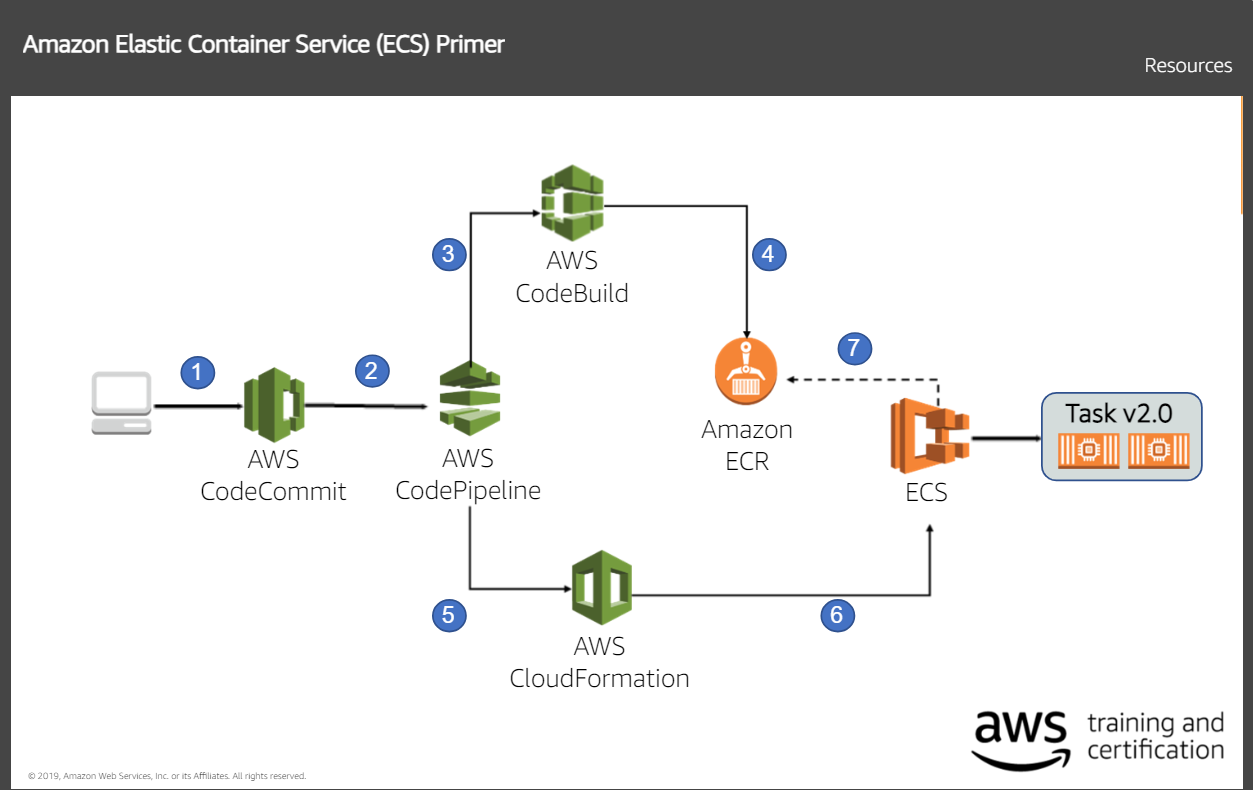 Amazon Elastic Container Service (ECS) Primer
Resources
3
AWS
CodeBuild
4
1
2
7
AWS
CodeCommit
AWS
CodePipeline
Amazon
ECR
ECS
Task v2.0
5
6
AWS
CloudFormation
aws training and
certification
© 2019, Amazon Web Services, Inc. or its Affiliates. All rights reserved.